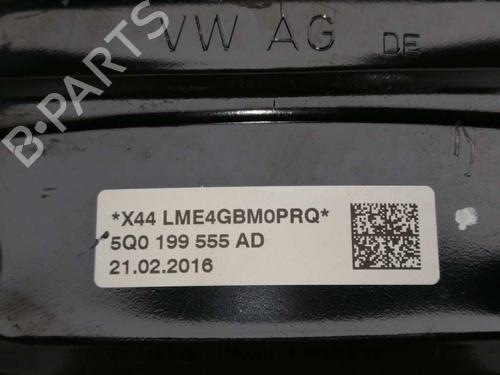 VW AG DE
B-PARTS
*X44 LME4GBM0PRQ*
5Q0 199 555 AD
21.02.2016